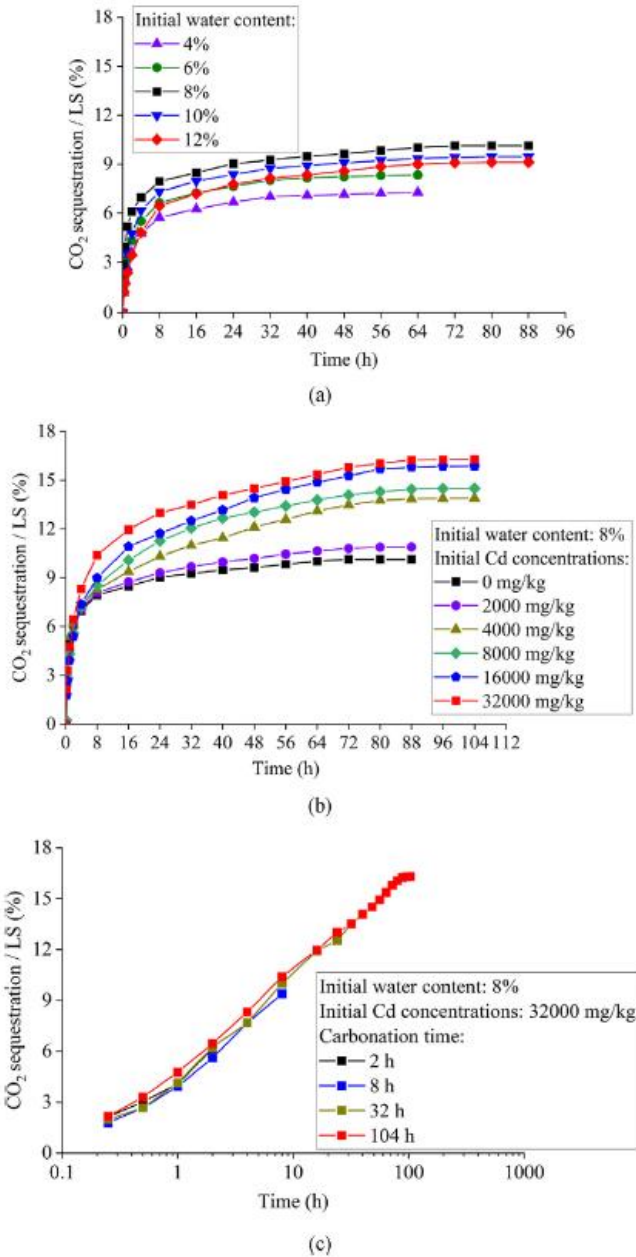 Initial water content:
4%
6%
8%
10%
12%
CO₂ sequestration / LS (%)
18
15
12
9
6
3
0
0 8 16 24 32 40 48 56 64 72 80 88 96
Time (h)
(a)
CO₂ sequestration / LS (%)
18
15
12
9
6
3
0
Initial water content: 8%
Initial Cd concentrations:
0 mg/kg
2000 mg/kg
4000 mg/kg
8000 mg/kg
16000 mg/kg
32000 mg/kg
0 8 16 24 32 40 48 56 64 72 80 88 96 104 112
Time (h)
(b)
CO₂ sequestration / LS (%)
18
15
12
9
6
3
0
Initial water content: 8%
Initial Cd concentrations: 32000 mg/kg
Carbonation time:
2 h
8 h
32 h
104 h
0.1 1 10 100 1000
Time (h)
(c)